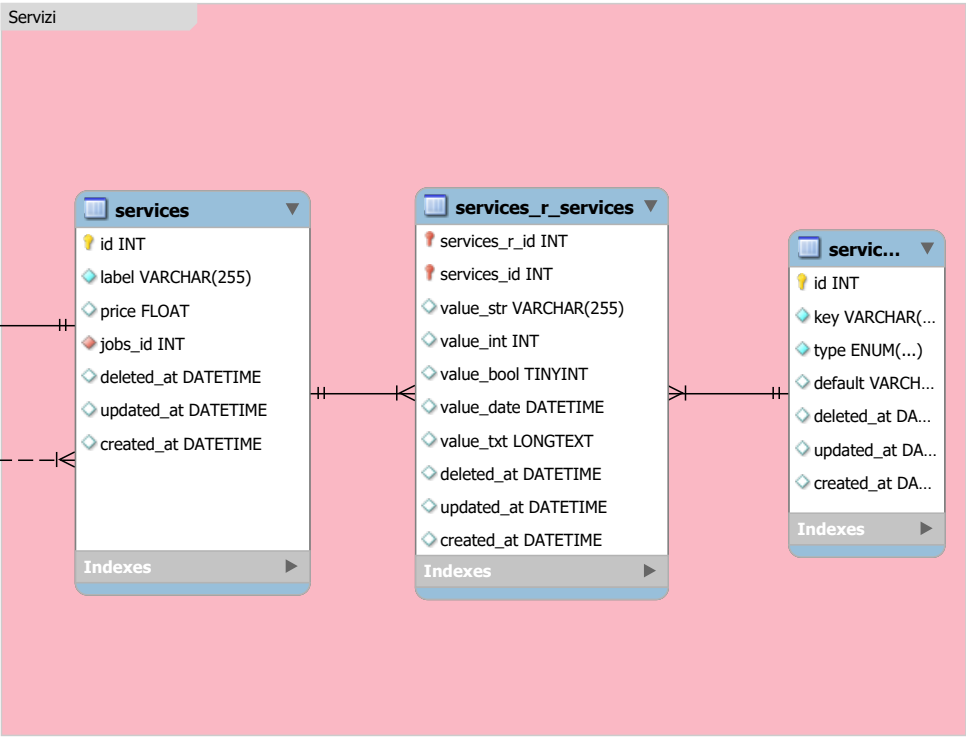 Servizi
services
id INT
label VARCHAR(255)
price FLOAT
jobs_id INT
deleted_at DATETIME
updated_at DATETIME
created_at DATETIME
Indexes
services_r_services
services_r_id INT
services_id INT
value_str VARCHAR(255)
value_int INT
value_bool TINYINT
value_date DATETIME
value_txt LONGTEXT
deleted_at DATETIME
updated_at DATETIME
created_at DATETIME
Indexes
servic...
id INT
key VARCHAR(...
type ENUM(...)
default VARCH...
deleted_at DA...
updated_at DA...
created_at DA...
Indexes